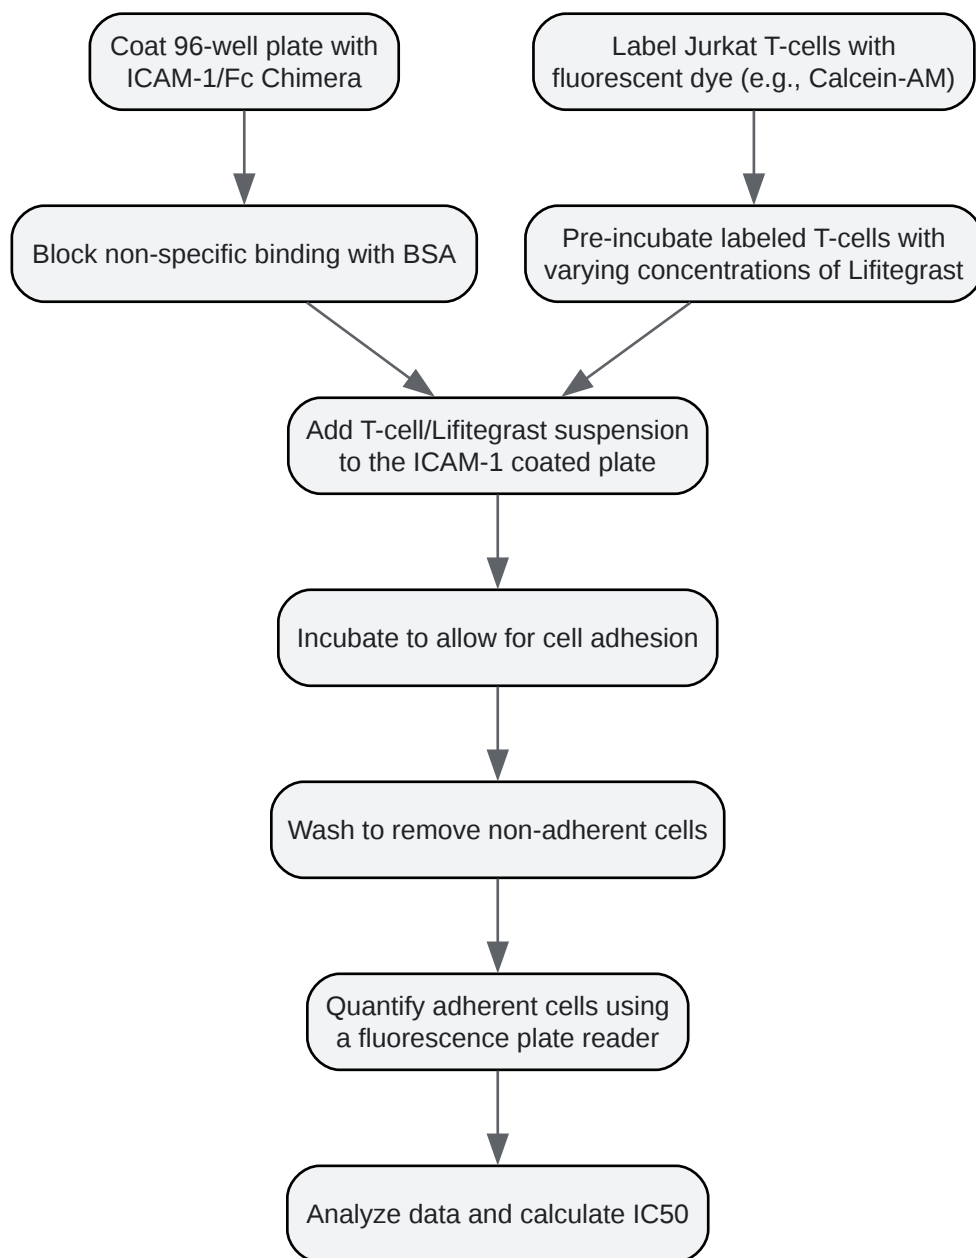 Coat 96-well plate with
ICAM-1/Fc Chimera
Label Jurkat T-cells with
fluorescent dye (e.g., Calcein-AM)
Block non-specific binding with BSA
Pre-incubate labeled T-cells with
varying concentrations of Lifitegrast
Add T-cell/Lifitegrast suspension
to the ICAM-1 coated plate
Incubate to allow for cell adhesion
Wash to remove non-adherent cells
Quantify adherent cells using
a fluorescence plate reader
Analyze data and calculate IC50